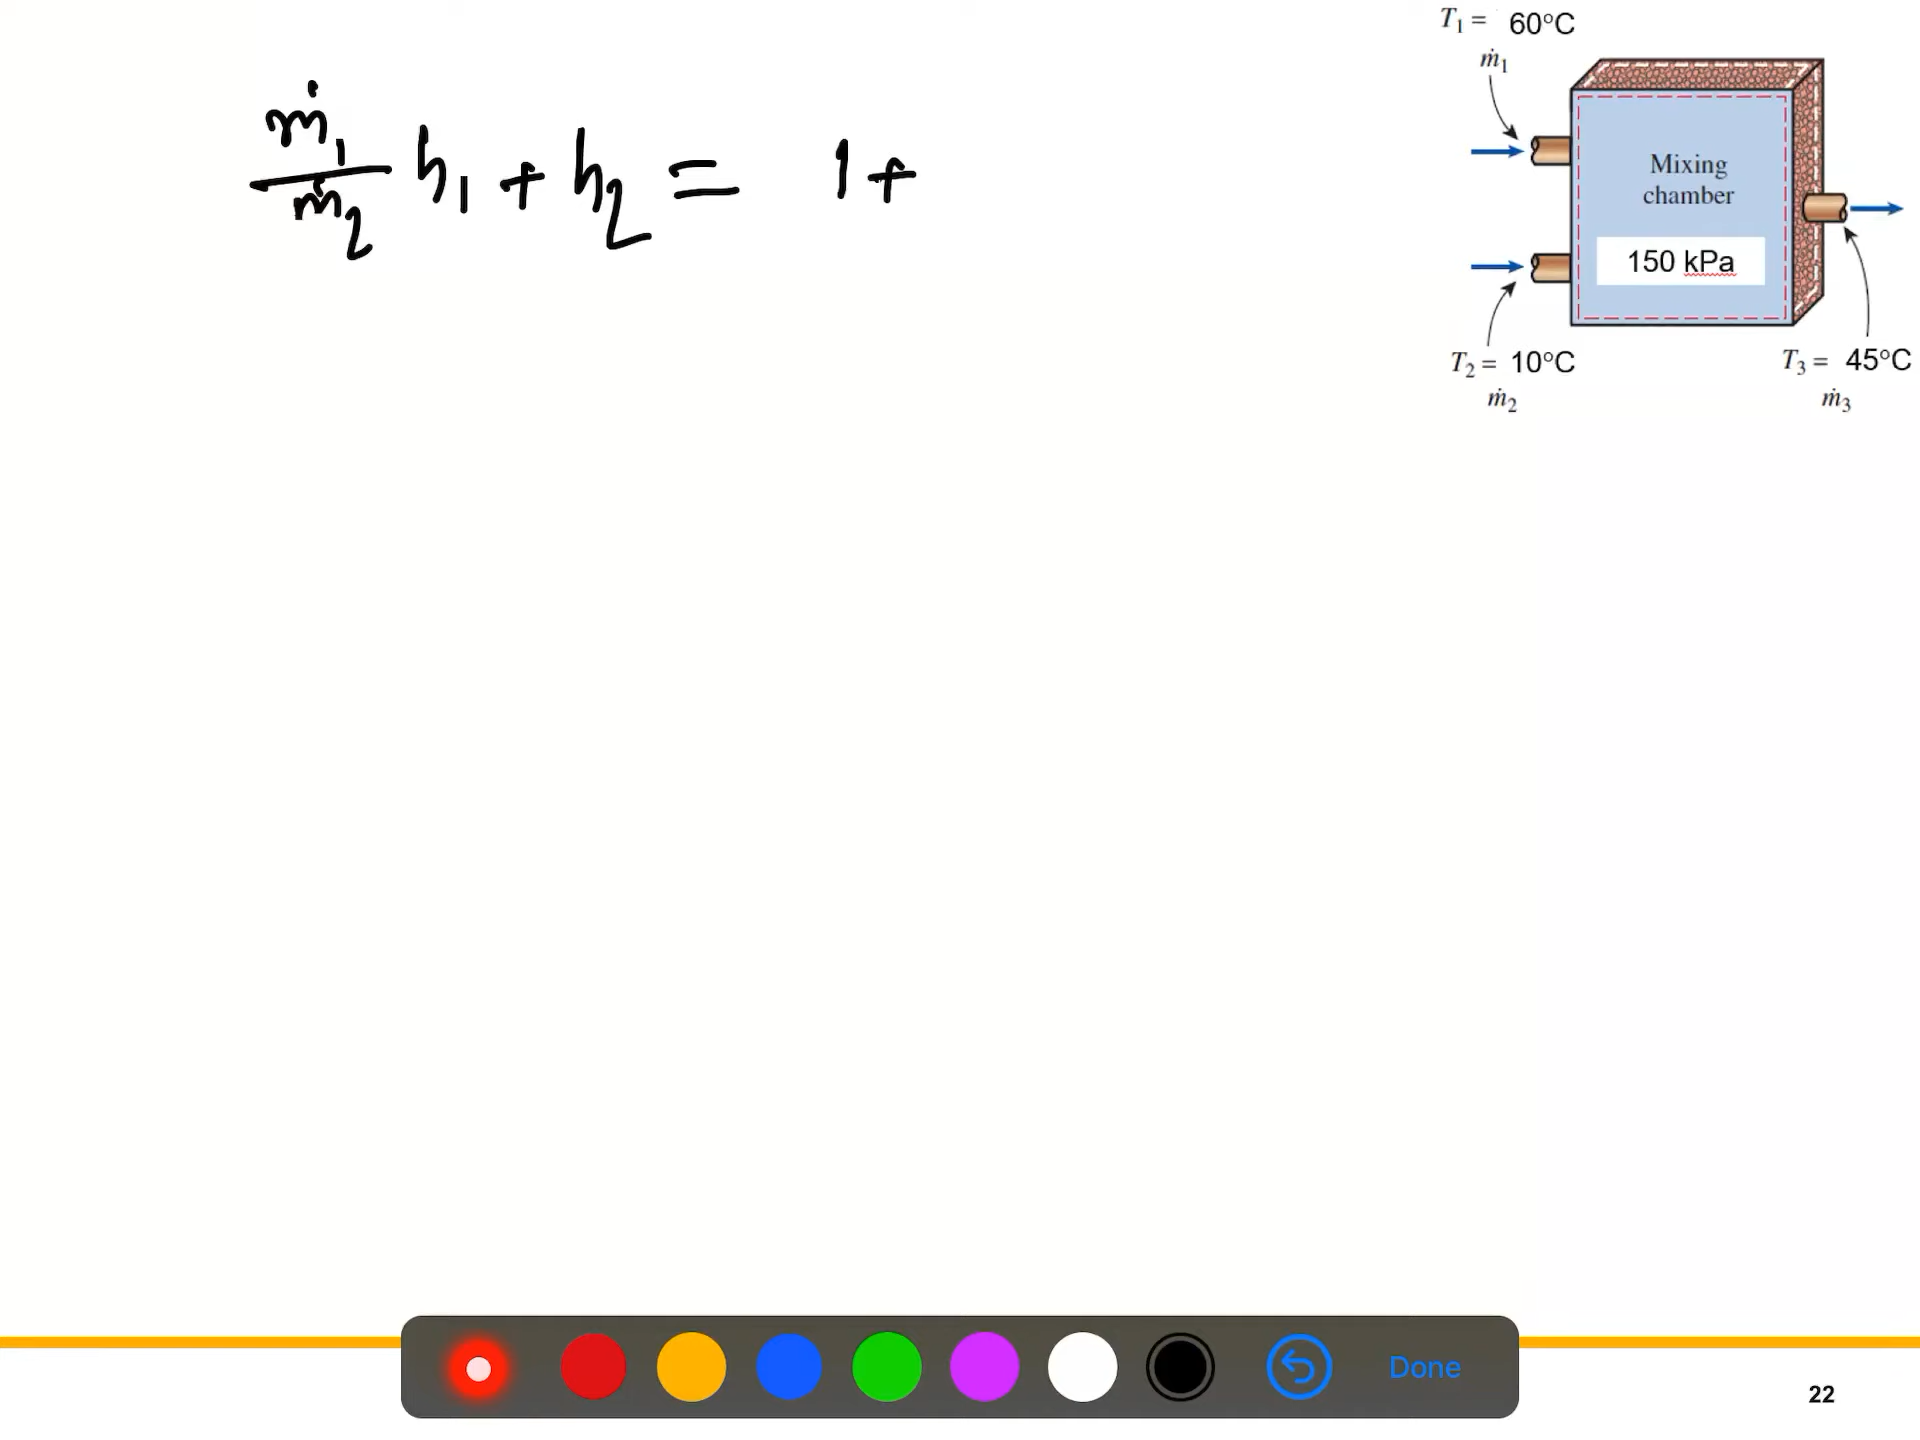 ṁ₁/ṁ₂ h₁ + h₂ = 1 +
T₁ = 60°C
ṁ₁
Mixing
chamber
150 kPa
T₂ = 10°C
ṁ₂
T₃ = 45°C
ṁ₃
Done
22